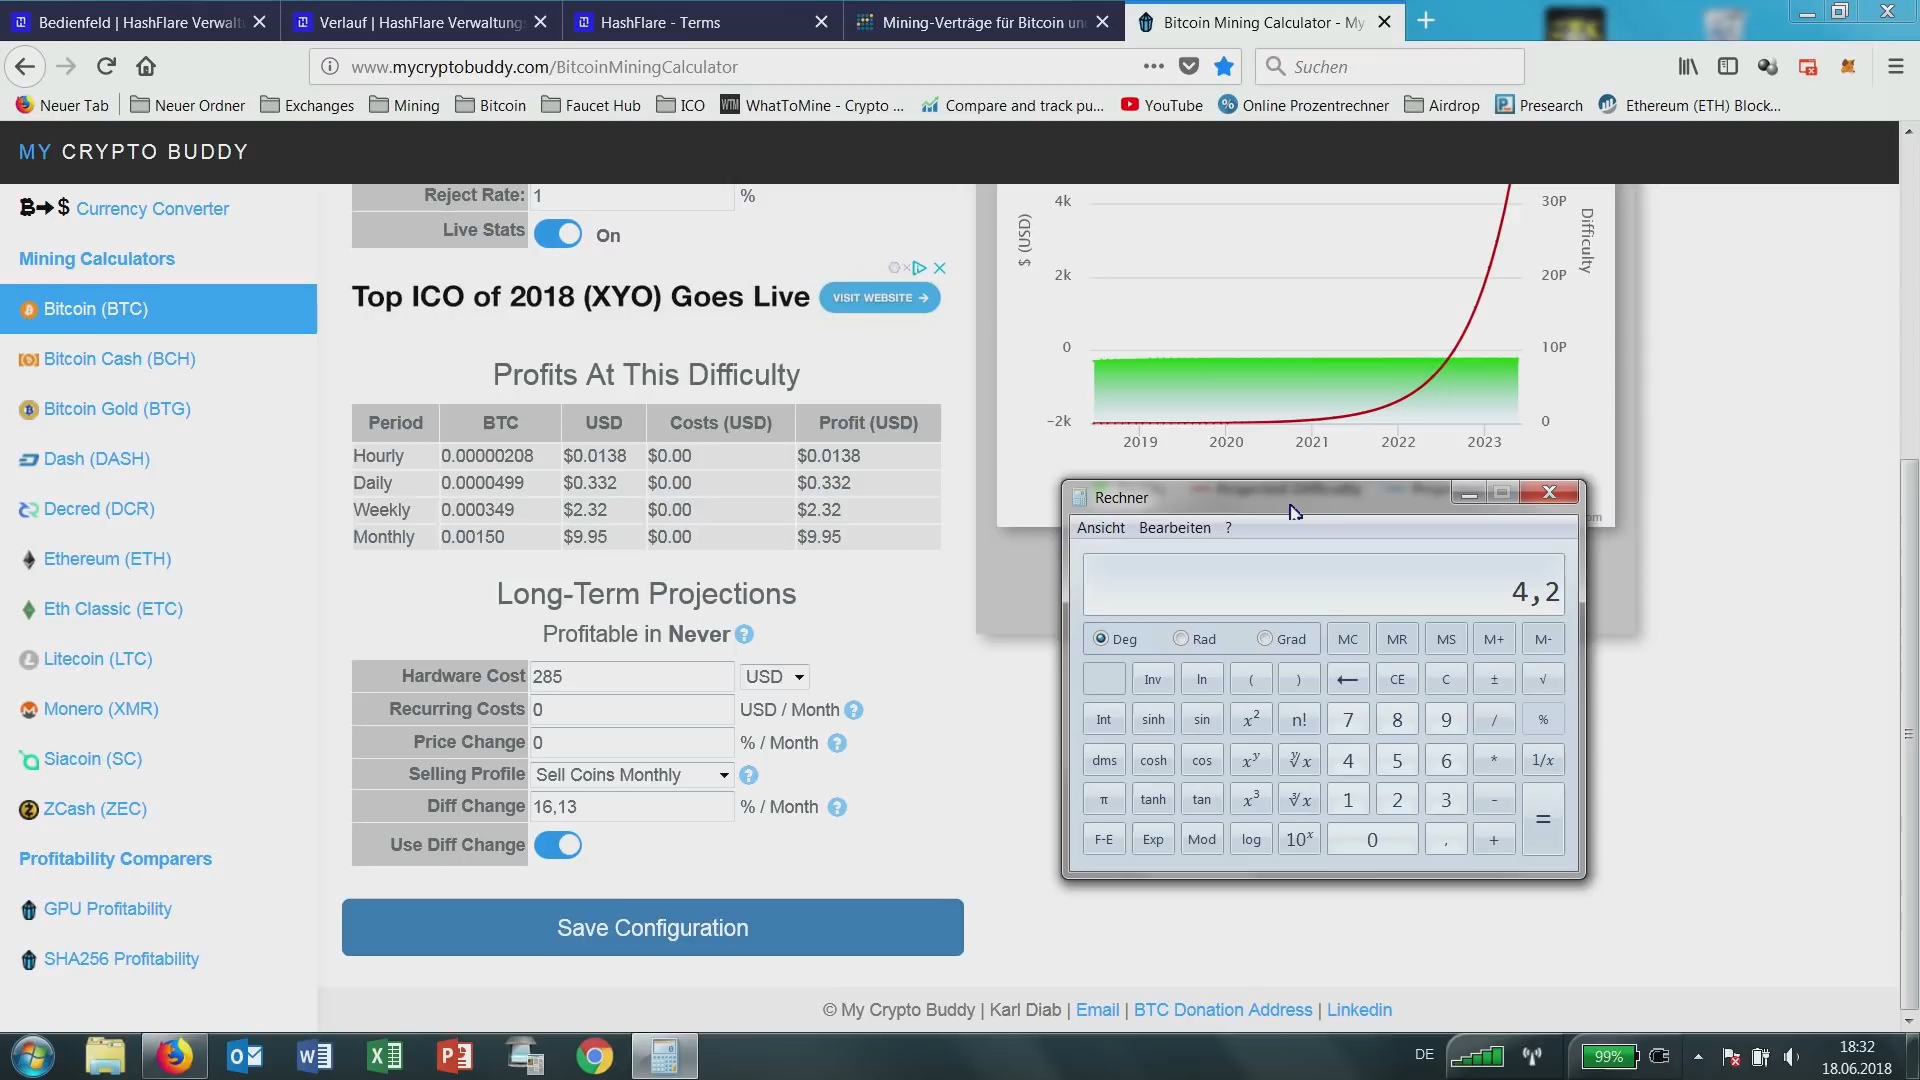 Bedienfeld | HashFlare Verwalt
Verlauf | HashFlare Verwaltungs
HashFlare - Terms
Mining-Verträge für Bitcoin un
Bitcoin Mining Calculator - My
www.mycryptobuddy.com/BitcoinMiningCalculator
Suchen
Neuer Tab
Neuer Ordner
Exchanges
Mining
Bitcoin
Faucet Hub
ICO
WTM WhatToMine - Crypto ...
Compare and track pu...
YouTube
Online Prozentrechner
Airdrop
Presearch
Ethereum (ETH) Block...
MY CRYPTO BUDDY
$ Currency Converter
Mining Calculators
Bitcoin (BTC)
Bitcoin Cash (BCH)
Bitcoin Gold (BTG)
Dash (DASH)
Decred (DCR)
Ethereum (ETH)
Eth Classic (ETC)
Litecoin (LTC)
Monero (XMR)
Siacoin (SC)
ZCash (ZEC)
Profitability Comparers
GPU Profitability
SHA256 Profitability
Reject Rate: 1 %
Live Stats On
Top ICO of 2018 (XYO) Goes Live VISIT WEBSITE →
Profits At This Difficulty
Period BTC USD Costs (USD) Profit (USD)
Hourly 0.00000208 $0.0138 $0.00 $0.0138
Daily 0.0000499 $0.332 $0.00 $0.332
Weekly 0.000349 $2.32 $0.00 $2.32
Monthly 0.00150 $9.95 $0.00 $9.95
Long-Term Projections
Profitable in Never ?
Hardware Cost 285 USD
Recurring Costs 0 USD / Month ?
Price Change 0 % / Month ?
Selling Profile Sell Coins Monthly ?
Diff Change 16,13 % / Month ?
Use Diff Change
Save Configuration
4k 30P
2k 20P
0 10P
-2k 0
$ (USD)
Difficulty
2019 2020 2021 2022 2023
om
Rechner
Ansicht Bearbeiten ?
4,2
Deg Rad Grad MC MR MS M+ M-
Inv ln ( ) ← CE C ± √
Int sinh sin x² n! 7 8 9 / %
dms cosh cos xʸ ʸ√x 4 5 6 * 1/x
π tanh tan x³ ³√x 1 2 3 - =
F-E Exp Mod log 10ˣ 0 , +
© My Crypto Buddy | Karl Diab | Email | BTC Donation Address | Linkedin
DE
99%
18:32
18.06.2018